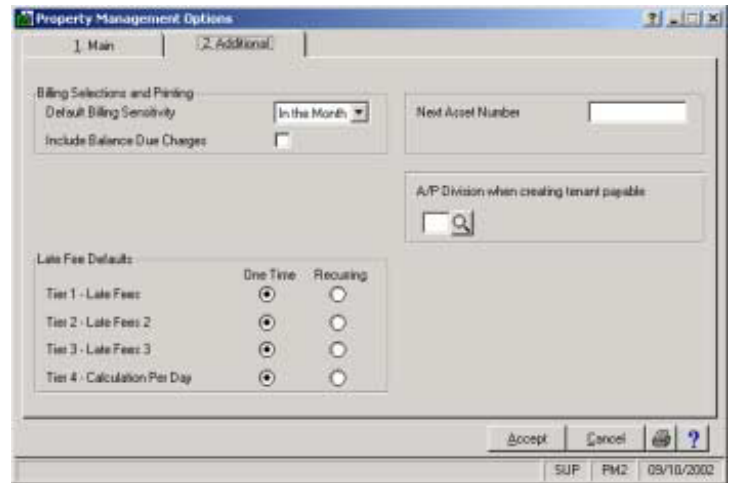 Property Management Options
1. Main
2. Additional
Billing Selections and Printing
Default Billing Sensitivity
In the Month
Include Balance Due Charges
Next Asset Number
A/P Division when creating tenant payable
Late Fee Defaults
One Time Recurring
Tier 1 - Late Fees
Tier 2 - Late Fees 2
Tier 3 - Late Fees 3
Tier 4 - Calculation Per Day
Accept Cancel ?
SUP PM2 09/10/2002